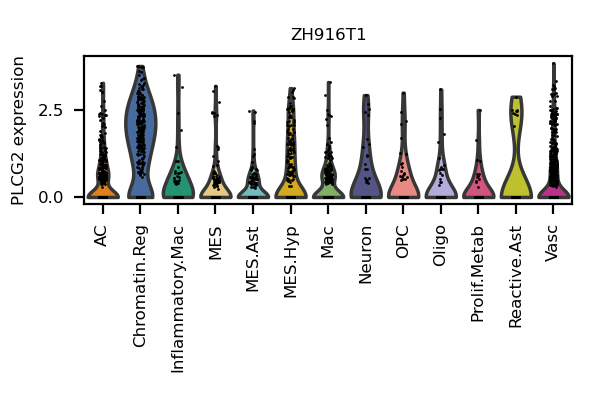 ZH916T1
PLCG2 expression
2.5
0.0
AC
Chromatin.Reg
Inflammatory.Mac
MES
MES.Ast
MES.Hyp
Mac
Neuron
OPC
Oligo
Prolif.Metab
Reactive.Ast
Vasc